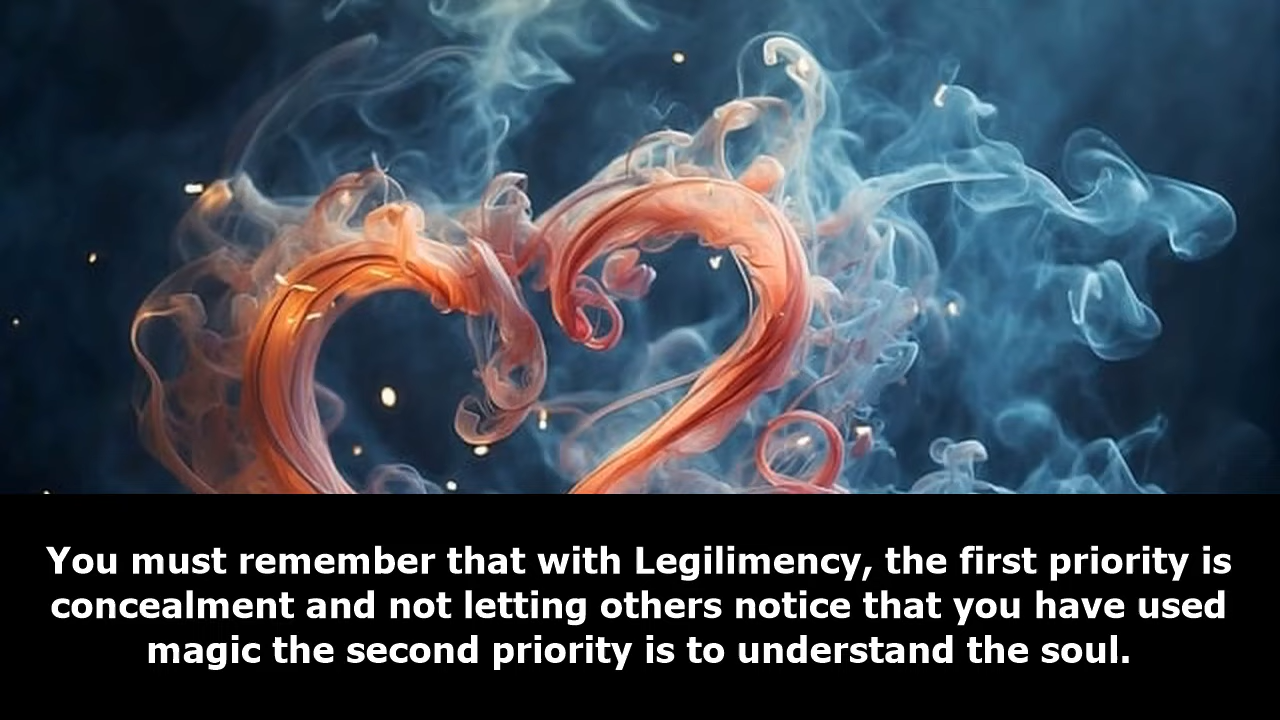 You must remember that with Legilimency, the first priority is
concealment and not letting others notice that you have used
magic the second priority is to understand the soul.